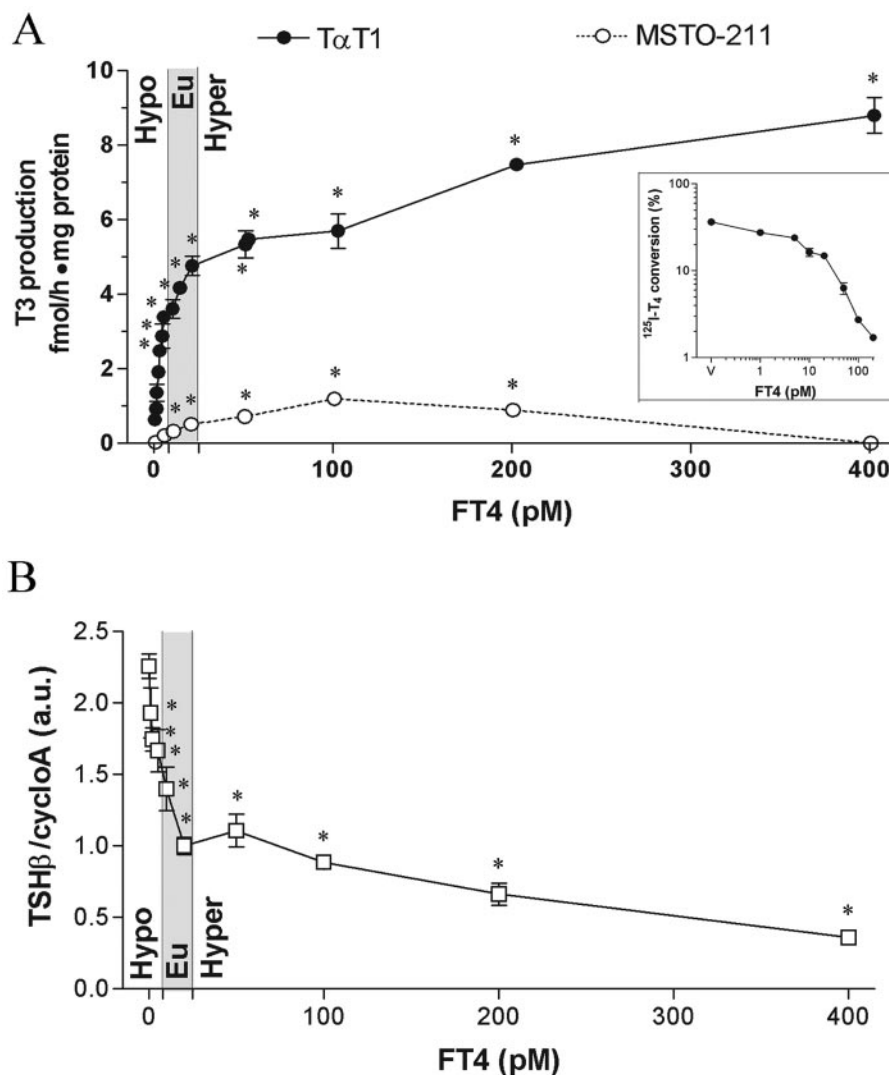 A
TαT1
MSTO-211
Hypo
Eu
Hyper
T3 production
fmol/h•mg protein
10
8
6
4
2
0
* * * * * * * * * * *
* * * * *
0
100
200
300
400
FT4 (pM)
¹²⁵I-T₄ conversion (%)
100
10
1
V
1
10
100
FT4 (pM)
B
TSHβ/cycloA (a.u.)
2.5
2.0
1.5
1.0
0.5
0.0
* * * * * * * * *
Hypo
Eu
Hyper
0
100
200
300
400
FT4 (pM)